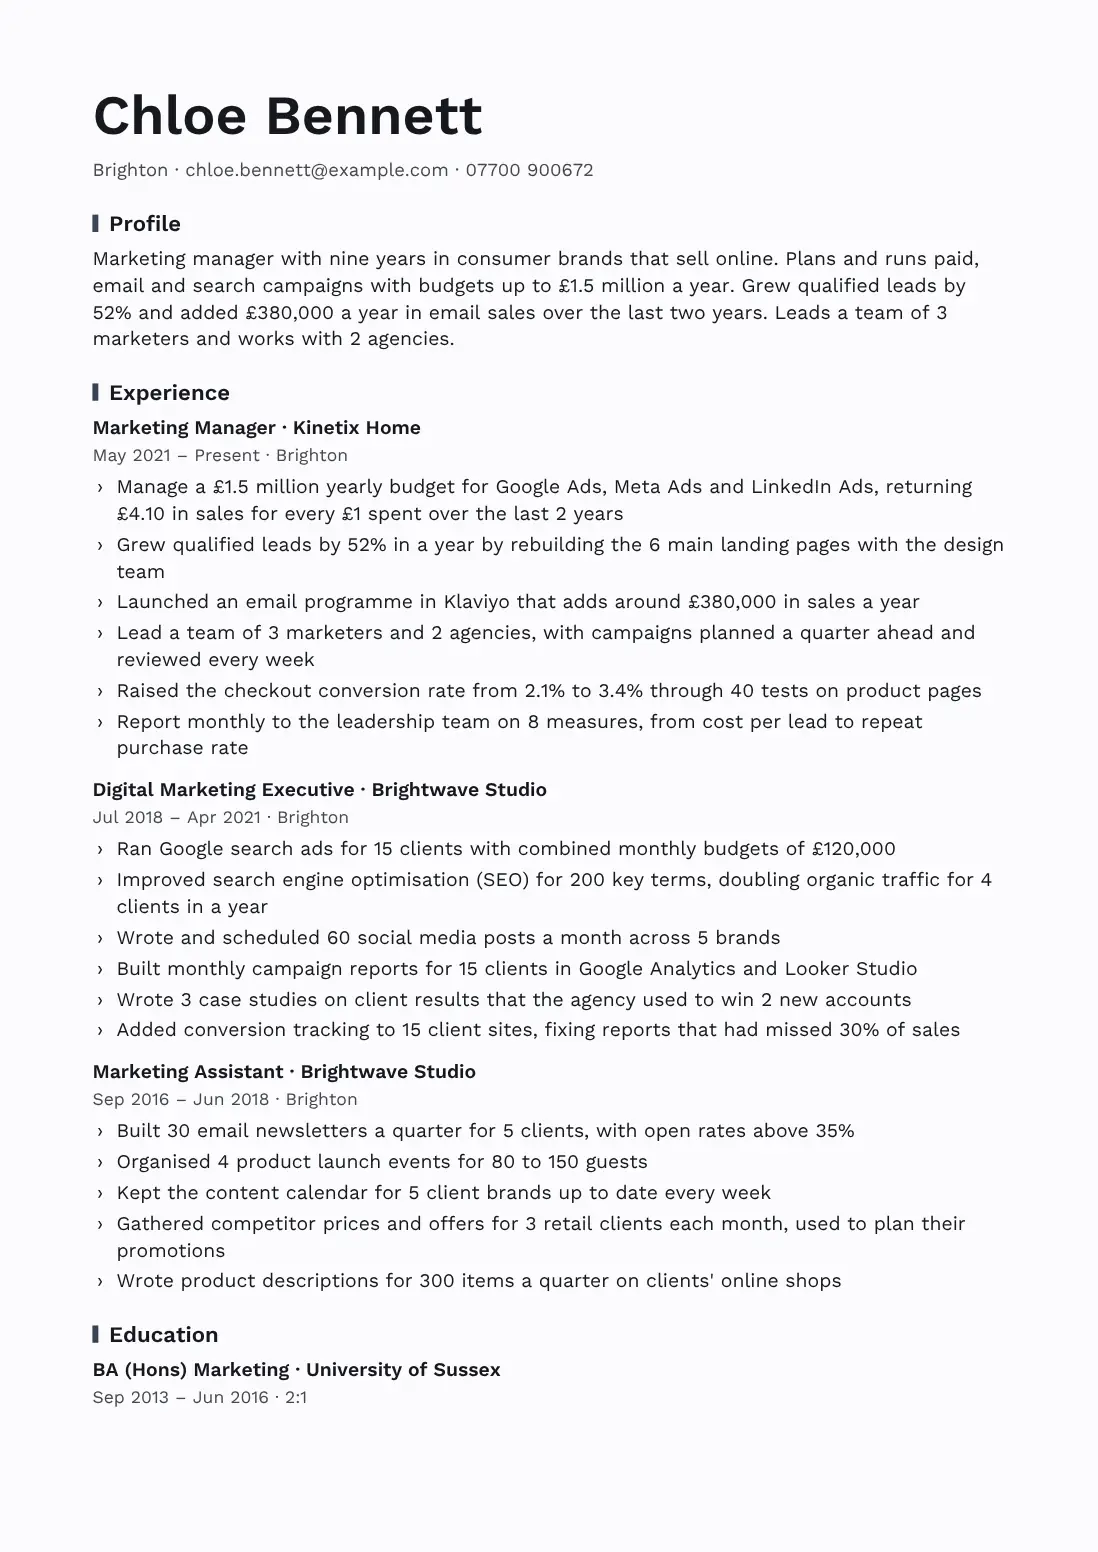 Chloe Bennett
Brighton · chloe.bennett@example.com · 07700 900672
Profile
Marketing manager with nine years in consumer brands that sell online. Plans and runs paid,
email and search campaigns with budgets up to £1.5 million a year. Grew qualified leads by
52% and added £380,000 a year in email sales over the last two years. Leads a team of 3
marketers and works with 2 agencies.
Experience
Marketing Manager · Kinetix Home
May 2021 – Present · Brighton
› Manage a £1.5 million yearly budget for Google Ads, Meta Ads and LinkedIn Ads, returning
£4.10 in sales for every £1 spent over the last 2 years
› Grew qualified leads by 52% in a year by rebuilding the 6 main landing pages with the design
team
› Launched an email programme in Klaviyo that adds around £380,000 in sales a year
› Lead a team of 3 marketers and 2 agencies, with campaigns planned a quarter ahead and
reviewed every week
› Raised the checkout conversion rate from 2.1% to 3.4% through 40 tests on product pages
› Report monthly to the leadership team on 8 measures, from cost per lead to repeat
purchase rate
Digital Marketing Executive · Brightwave Studio
Jul 2018 – Apr 2021 · Brighton
› Ran Google search ads for 15 clients with combined monthly budgets of £120,000
› Improved search engine optimisation (SEO) for 200 key terms, doubling organic traffic for 4
clients in a year
› Wrote and scheduled 60 social media posts a month across 5 brands
› Built monthly campaign reports for 15 clients in Google Analytics and Looker Studio
› Wrote 3 case studies on client results that the agency used to win 2 new accounts
› Added conversion tracking to 15 client sites, fixing reports that had missed 30% of sales
Marketing Assistant · Brightwave Studio
Sep 2016 – Jun 2018 · Brighton
› Built 30 email newsletters a quarter for 5 clients, with open rates above 35%
› Organised 4 product launch events for 80 to 150 guests
› Kept the content calendar for 5 client brands up to date every week
› Gathered competitor prices and offers for 3 retail clients each month, used to plan their
promotions
› Wrote product descriptions for 300 items a quarter on clients' online shops
Education
BA (Hons) Marketing · University of Sussex
Sep 2013 – Jun 2016 · 2:1